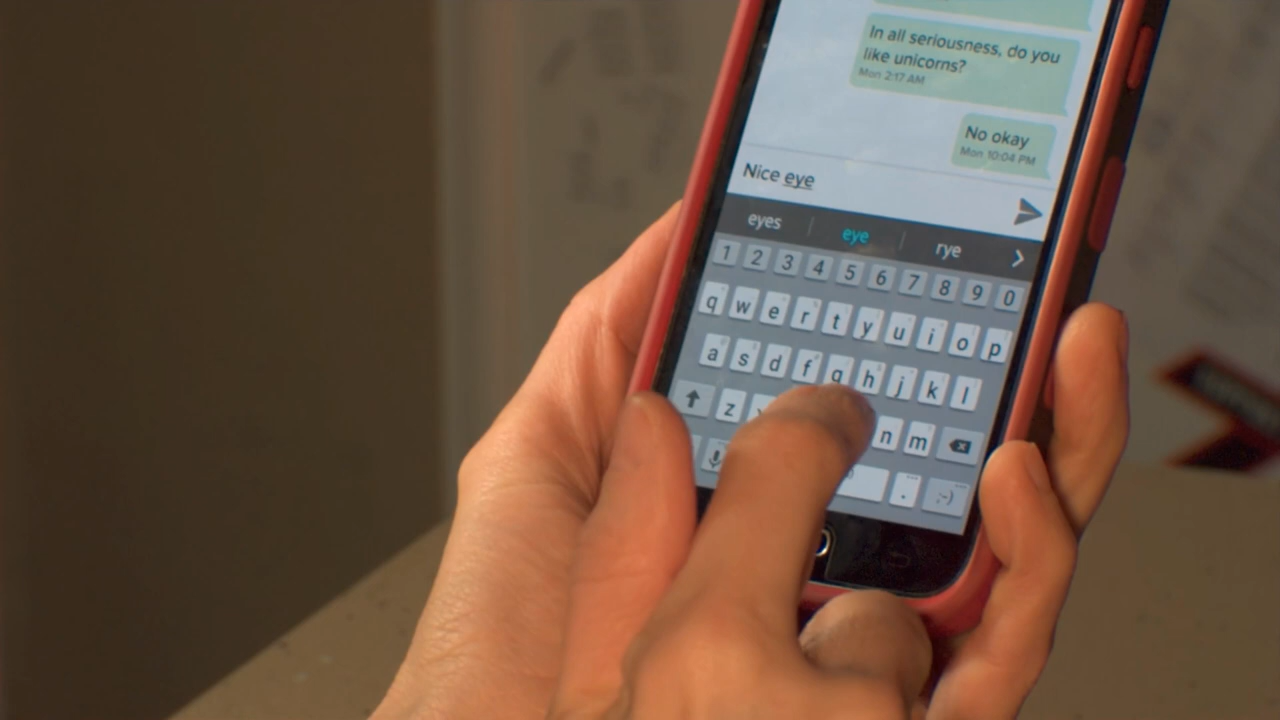 In all seriousness, do you
like unicorns?
Mon 2:17 AM
No okay
Mon 10:04 PM
Nice eye
eyes eye rye
1 2 3 4 5 6 7 8 9 0
q w e r t y u i o p
a s d f g h j k l
z n m
. :-)